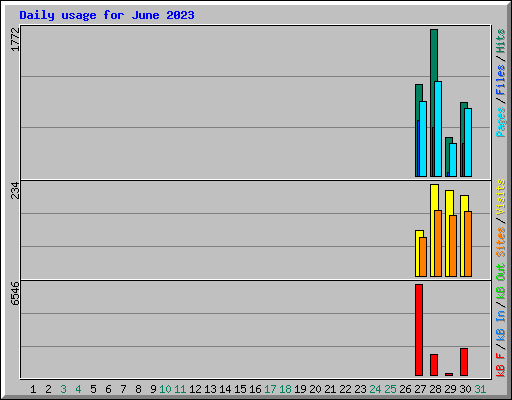 Daily usage for June 2023
1772
Pages/Files/Hits
234
Sites/Visits
6546
kB F/kB In/kB Out
1 2 3 4 5 6 7 8 9 10 11 12 13 14 15 16 17 18 19 20 21 22 23 24 25 26 27 28 29 30 31